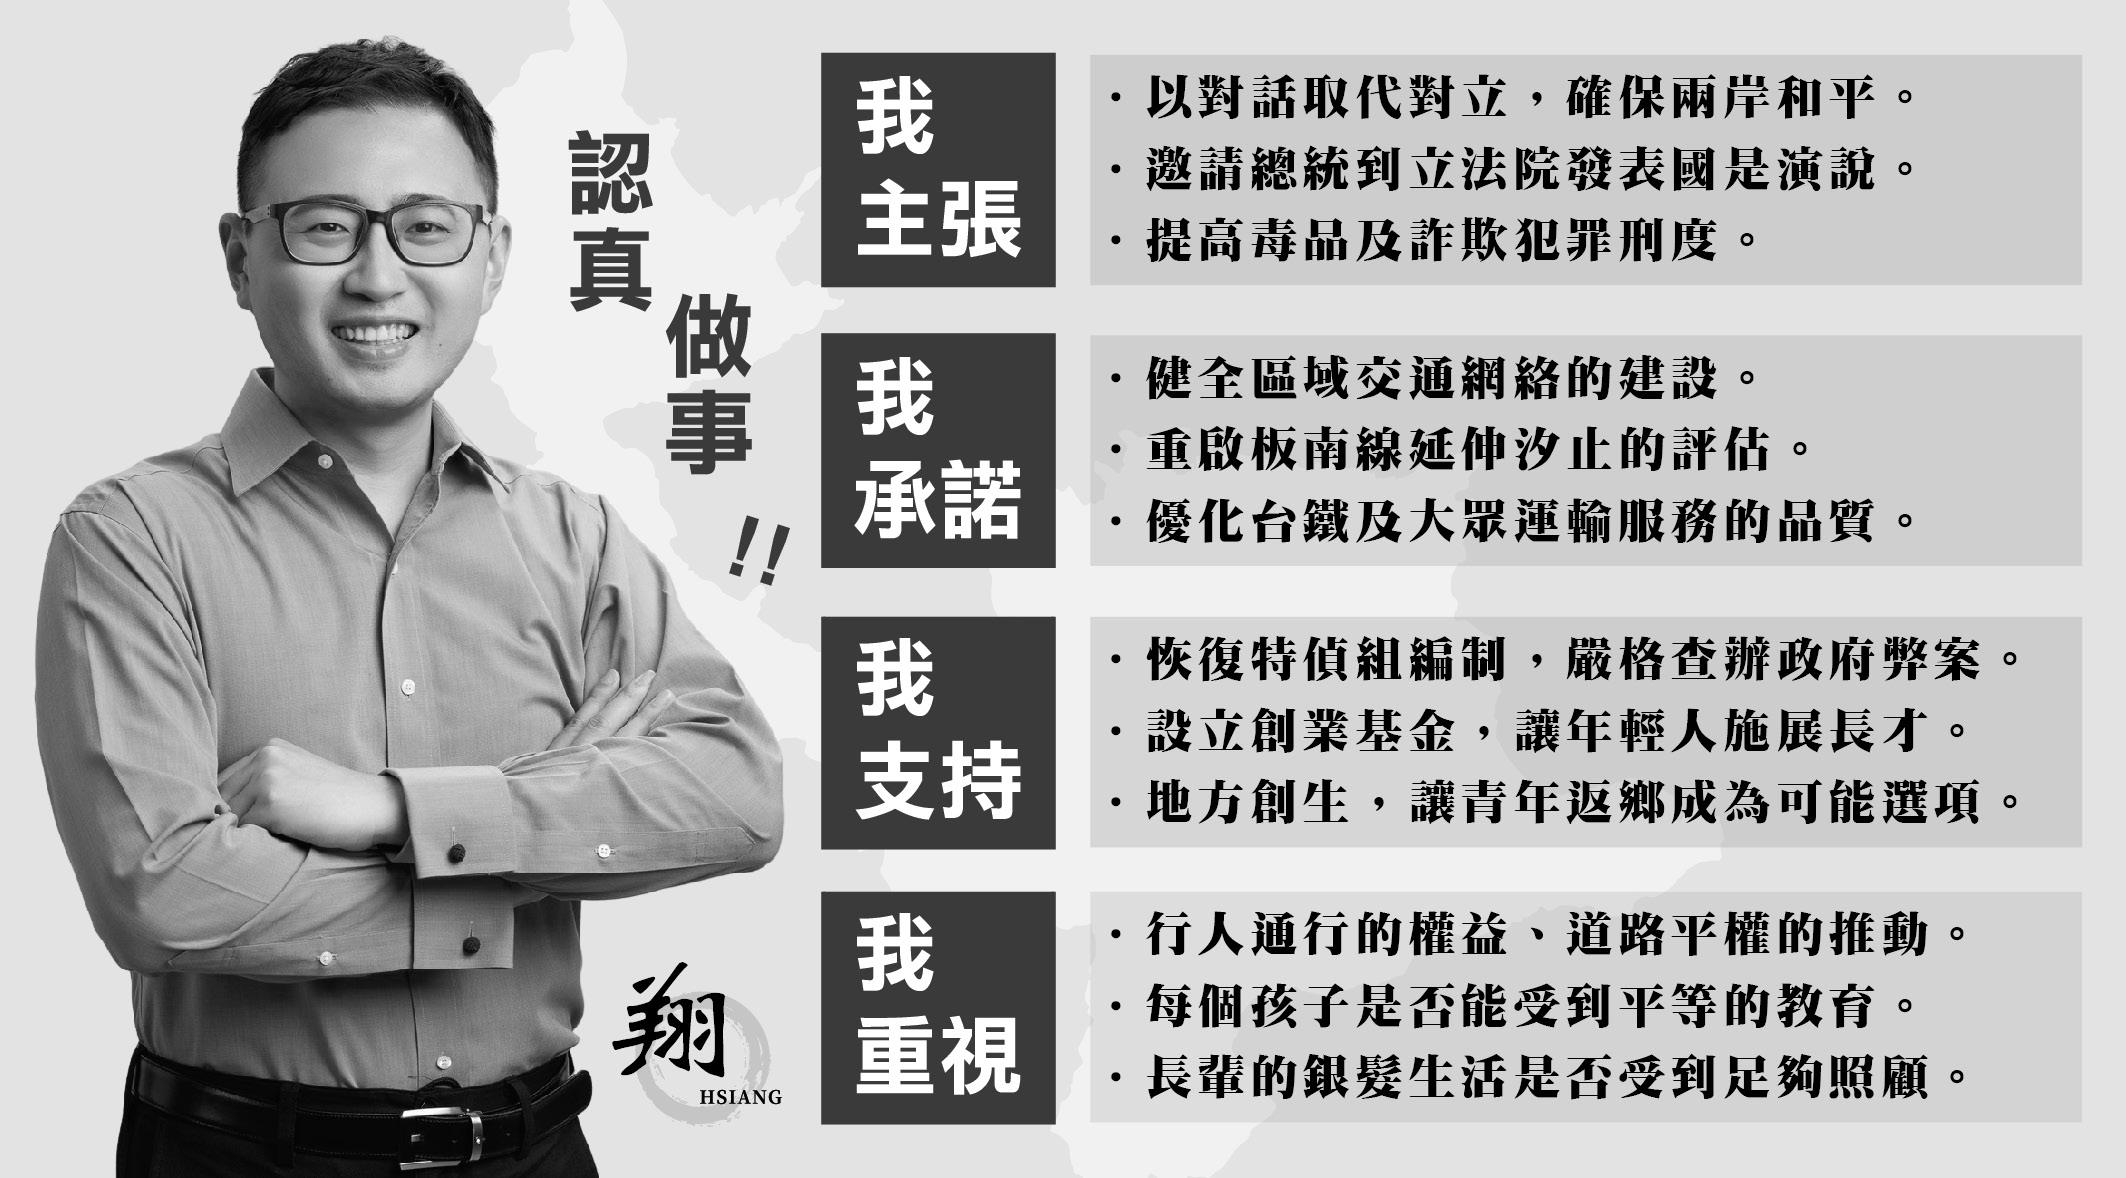 認真
做事
!!
翔
HSIANG
我
主張
・以對話取代對立，確保兩岸和平。
・邀請總統到立法院發表國是演說。
・提高毒品及詐欺犯罪刑度。
我
承諾
・健全區域交通網絡的建設。
・重啟板南線延伸汐止的評估。
・優化台鐵及大眾運輸服務的品質。
我
支持
・恢復特偵組編制，嚴格查辦政府弊案。
・設立創業基金，讓年輕人施展長才。
・地方創生，讓青年返鄉成為可能選項。
我
重視
・行人通行的權益、道路平權的推動。
・每個孩子是否能受到平等的教育。
・長輩的銀髮生活是否受到足夠照顧。